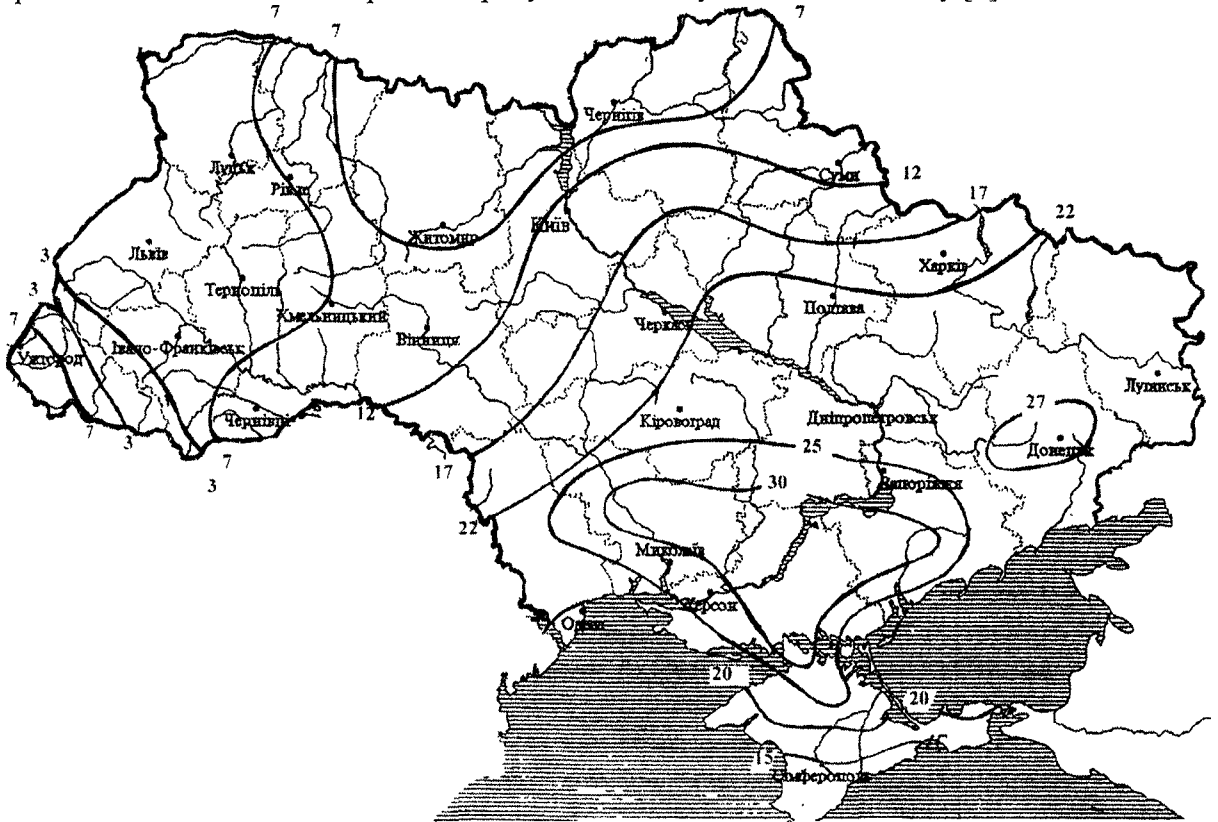 7
7
7
Чернігів
Луцьк
Рівне
Суми
12
17
22
Київ
Житомир
Львів
3
Харків
Тернопіль
3
Хмельницький
Полтава
7
Черкаси
Вінниця
Ужгород
Івано-Франківськ
Луганськ
12
27
Чернівці
Кіровоград
Дніпропетровськ
7
3
25
Донецьк
17
7
3
30
Запоріжжя
22
Миколаїв
Херсон
Одеса
20
20
15
15
Сімферополь